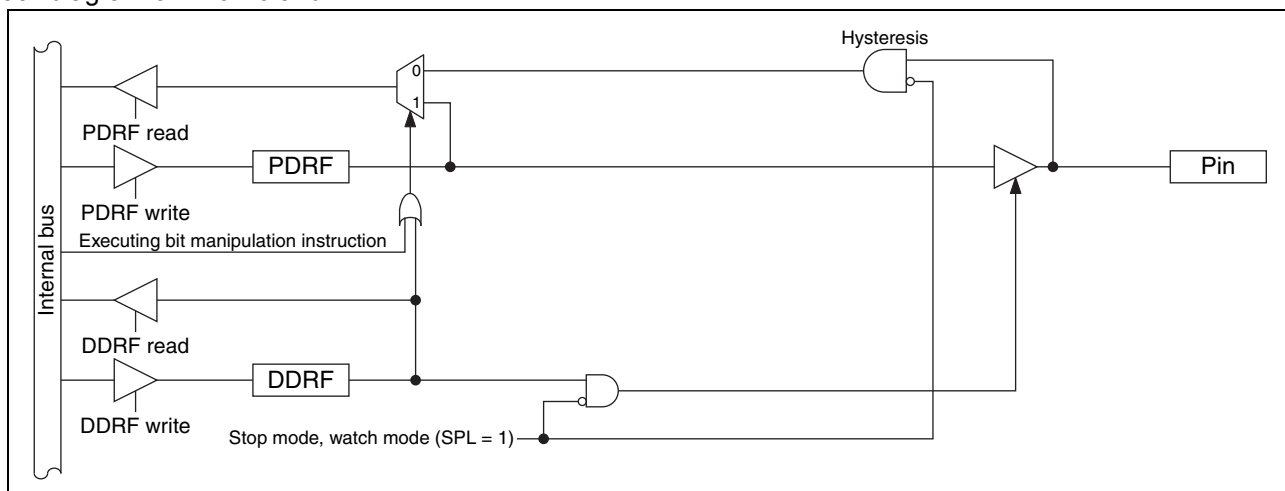 Hysteresis
0
1
PDRF read
PDRF
Pin
PDRF write
Executing bit manipulation instruction
Internal bus
DDRF read
DDRF
DDRF write
Stop mode, watch mode (SPL = 1)